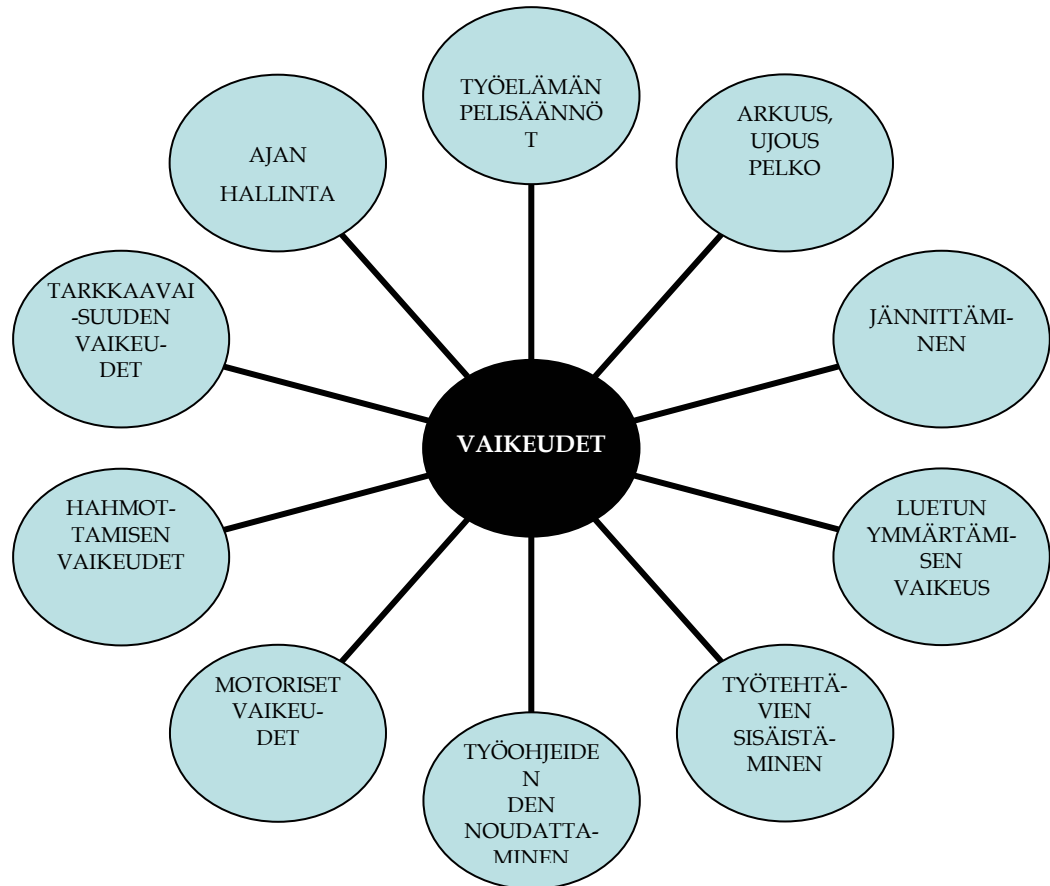 TYÖELÄMÄN
PELISÄÄNNÖ
T
ARKUUS,
UJOUS
PELKO
JÄNNITTÄMI-
NEN
LUETUN
YMMÄRTÄMI-
SEN
VAIKEUS
TYÖTEHTÄ-
VIEN
SISÄISTÄ-
MINEN
TYÖOHJEIDE
N
DEN
NOUDATTA-
MINEN
MOTORISET
VAIKEU-
DET
HAHMOT-
TAMISEN
VAIKEUDET
TARKKAAVAI
-SUUDEN
VAIKEU-
DET
AJAN
HALLINTA
VAIKEUDET